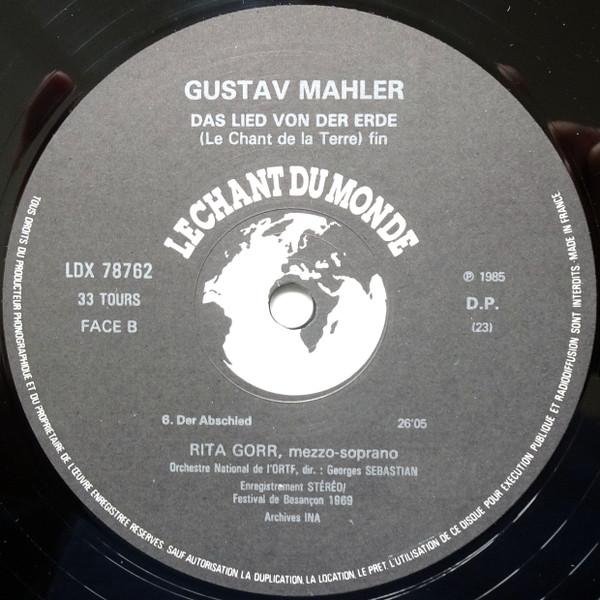 GUSTAV MAHLER
DAS LIED VON DER ERDE
(Le Chant de la Terre) fin
LE CHANT DU MONDE
LDX 78762
33 TOURS
FACE B
℗ 1985
D.P.
(23)
6. Der Abschied 26'05
RITA GORR, mezzo-soprano
Orchestre National de l'ORTF, dir. : Georges SEBASTIAN
Enregistrement STÉRÉO/
Festival de Besançon 1969
Archives INA
TOUS DROITS DU PRODUCTEUR PHONOGRAPHIQUE ET DU PROPRIETAIRE DE L'ŒUVRE ENREGISTREE RESERVES. SAUF AUTORISATION, LA DUPLICATION, LA LOCATION, LE PRET, L'UTILISATION DE CE DISQUE POUR EXECUTION PUBLIQUE ET RADIODIFFUSION SONT INTERDITS - MADE IN FRANCE